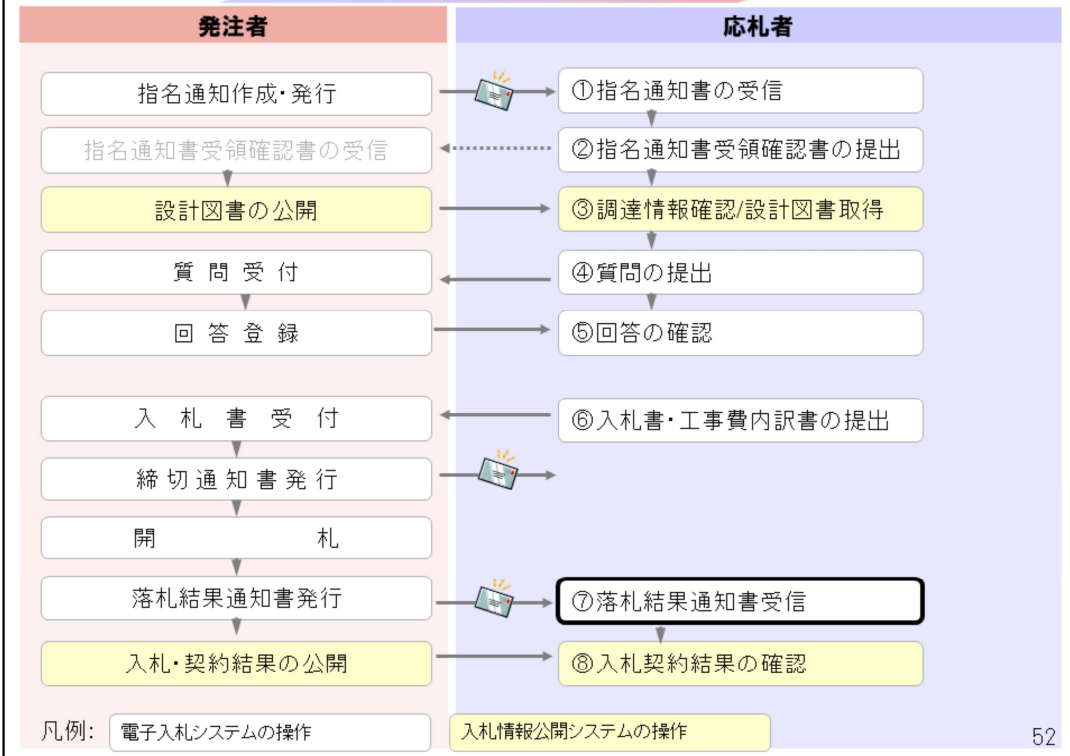 発注者
応札者
指名通知作成・発行
①指名通知書の受信
指名通知書受領確認書の受信
②指名通知書受領確認書の提出
設計図書の公開
③調達情報確認/設計図書取得
質問受付
④質問の提出
回答登録
⑤回答の確認
入札書受付
⑥入札書・工事費内訳書の提出
締切通知書発行
開札
落札結果通知書発行
⑦落札結果通知書受信
入札・契約結果の公開
⑧入札契約結果の確認
凡例:
電子入札システムの操作
入札情報公開システムの操作
52